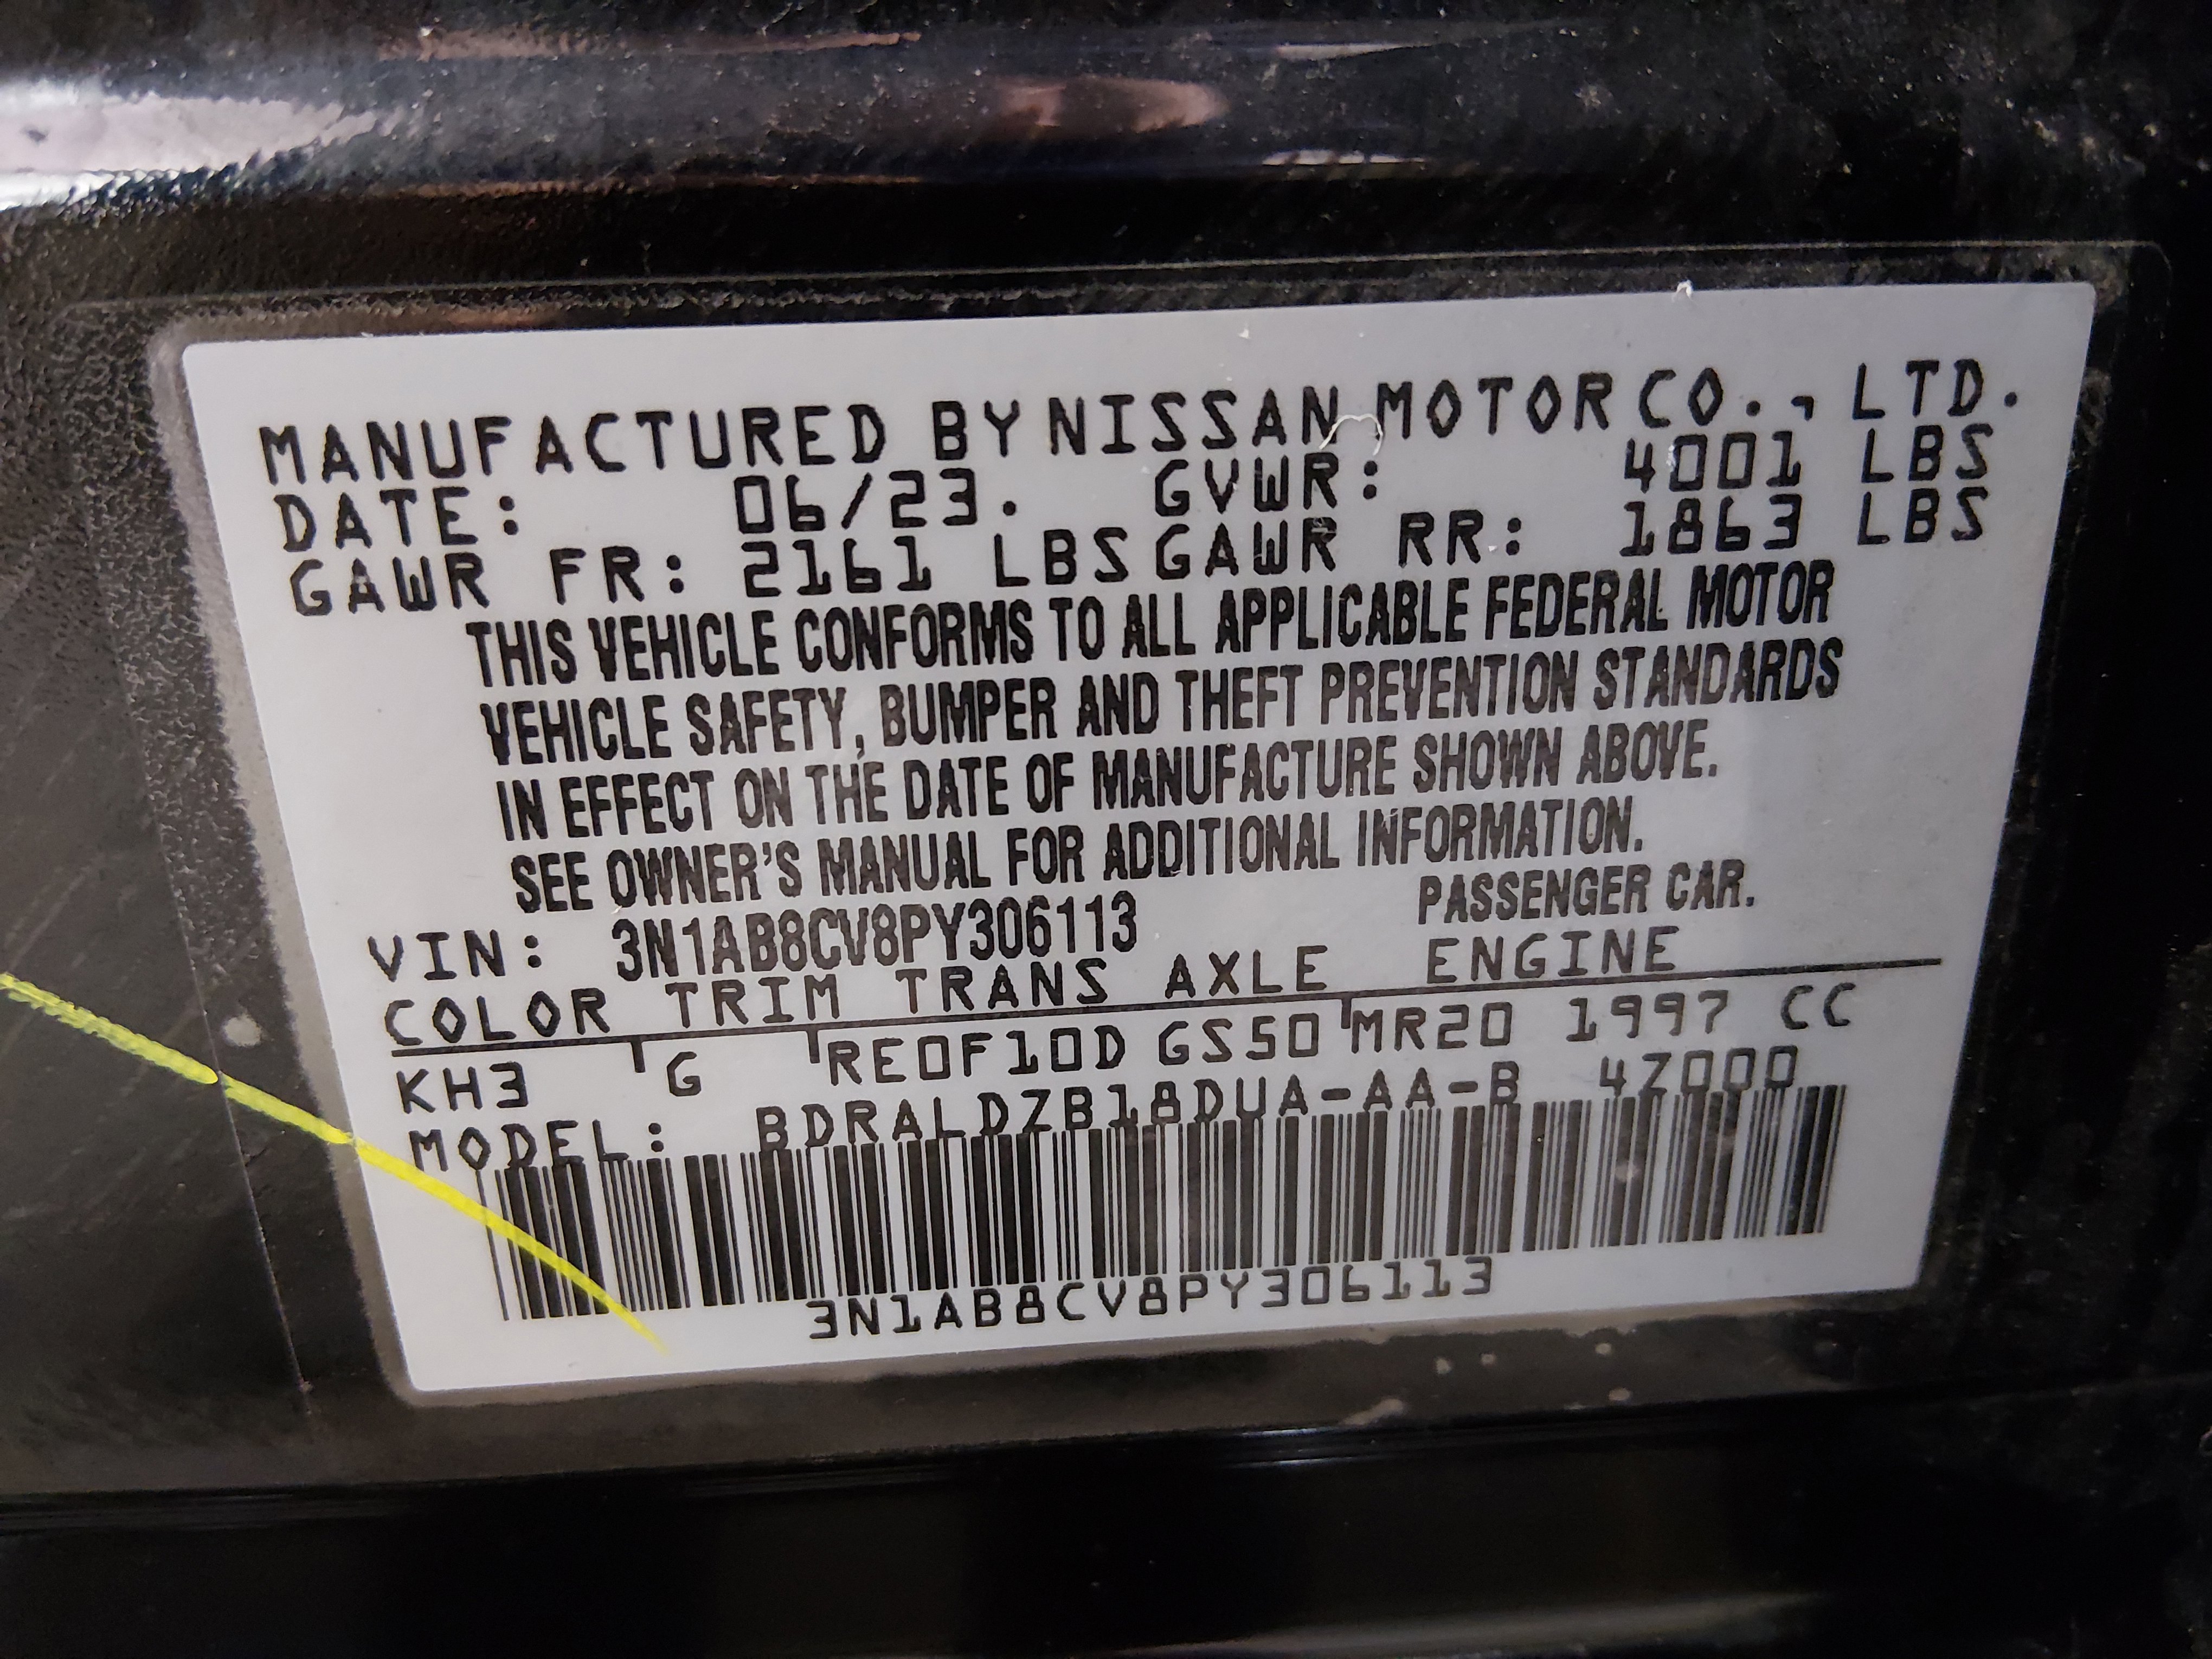 MANUFACTURED BY NISSAN MOTOR CO., LTD.
DATE: 06/23. GVWR: 4001 LBS
GAWR FR: 2161 LBS GAWR RR: 1863 LBS
THIS VEHICLE CONFORMS TO ALL APPLICABLE FEDERAL MOTOR
VEHICLE SAFETY, BUMPER AND THEFT PREVENTION STANDARDS
IN EFFECT ON THE DATE OF MANUFACTURE SHOWN ABOVE.
SEE OWNER'S MANUAL FOR ADDITIONAL INFORMATION.
VIN: 3N1AB8CV8PY306113 PASSENGER CAR.
COLOR TRIM TRANS AXLE ENGINE
KH3 G RE0F10D GS50 MR20 1997 CC
MODEL: BDRALDZB18DUA-AA-B 4Z000
3N1AB8CV8PY306113